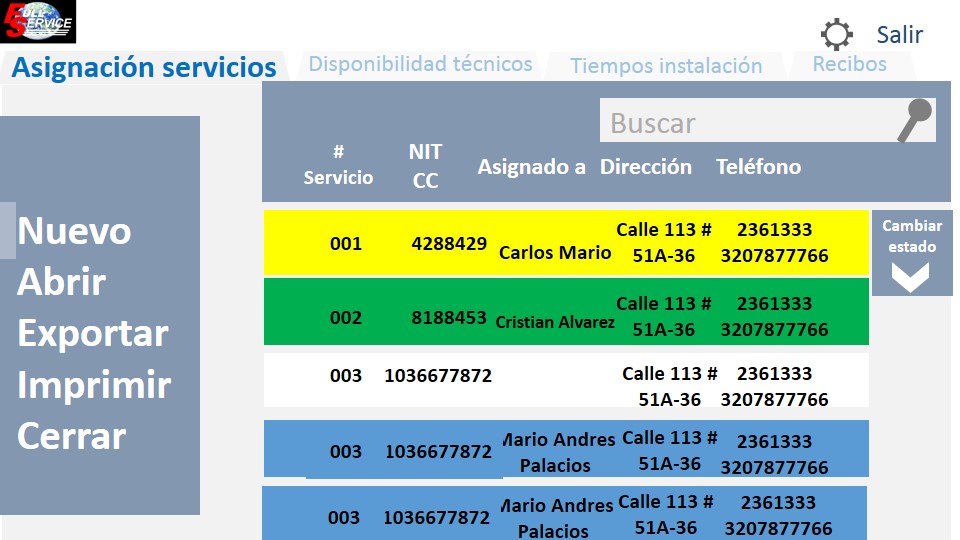 FULL
SERVICE
Salir
Asignación servicios
Disponibilidad técnicos
Tiempos instalación
Recibos
Buscar
# Servicio
NIT CC
Asignado a
Dirección
Teléfono
Nuevo
Abrir
Exportar
Imprimir
Cerrar
001
4288429
Carlos Mario
Calle 113 #
51A-36
2361333
3207877766
Cambiar
estado
002
8188453
Cristian Alvarez
Calle 113 #
51A-36
2361333
3207877766
003
1036677872
Calle 113 #
51A-36
2361333
3207877766
003
1036677872
Mario Andres
Palacios
Calle 113 #
51A-36
2361333
3207877766
003
1036677872
Mario Andres
Palacios
Calle 113 #
51A-36
2361333
3207877766